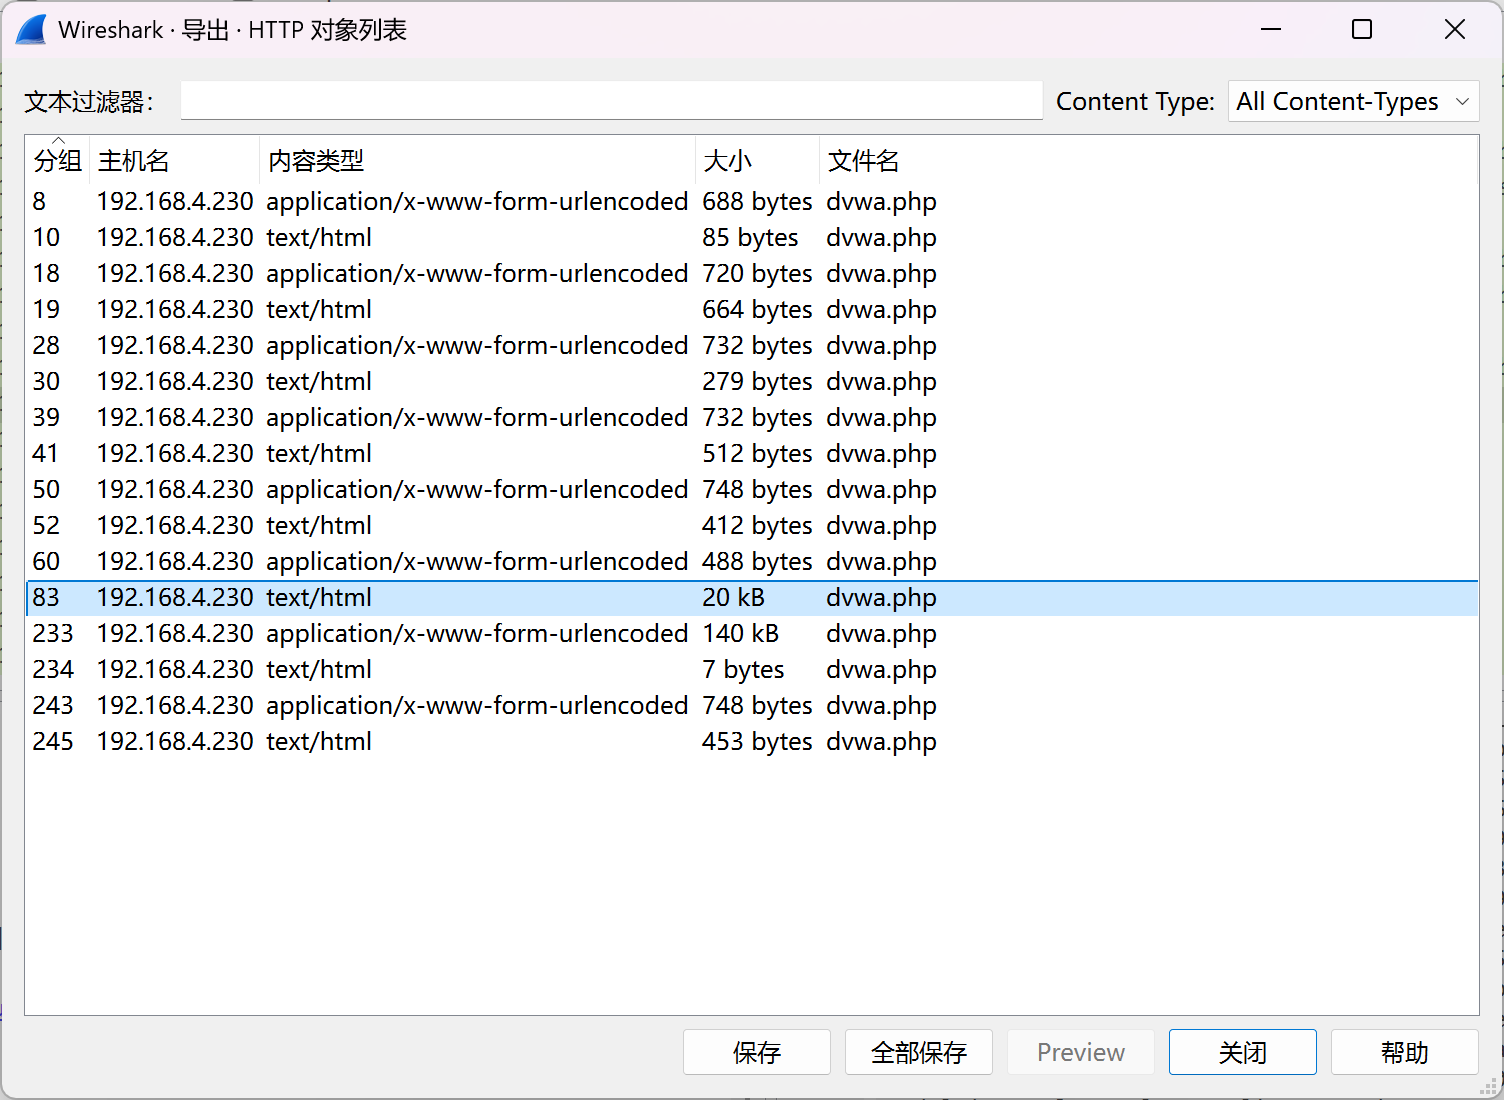 Wireshark · 导出 · HTTP 对象列表
文本过滤器: Content Type: All Content-Types
分组 主机名 内容类型 大小 文件名
8 192.168.4.230 application/x-www-form-urlencoded 688 bytes dvwa.php
10 192.168.4.230 text/html 85 bytes dvwa.php
18 192.168.4.230 application/x-www-form-urlencoded 720 bytes dvwa.php
19 192.168.4.230 text/html 664 bytes dvwa.php
28 192.168.4.230 application/x-www-form-urlencoded 732 bytes dvwa.php
30 192.168.4.230 text/html 279 bytes dvwa.php
39 192.168.4.230 application/x-www-form-urlencoded 732 bytes dvwa.php
41 192.168.4.230 text/html 512 bytes dvwa.php
50 192.168.4.230 application/x-www-form-urlencoded 748 bytes dvwa.php
52 192.168.4.230 text/html 412 bytes dvwa.php
60 192.168.4.230 application/x-www-form-urlencoded 488 bytes dvwa.php
83 192.168.4.230 text/html 20 kB dvwa.php
233 192.168.4.230 application/x-www-form-urlencoded 140 kB dvwa.php
234 192.168.4.230 text/html 7 bytes dvwa.php
243 192.168.4.230 application/x-www-form-urlencoded 748 bytes dvwa.php
245 192.168.4.230 text/html 453 bytes dvwa.php
保存 全部保存 Preview 关闭 帮助